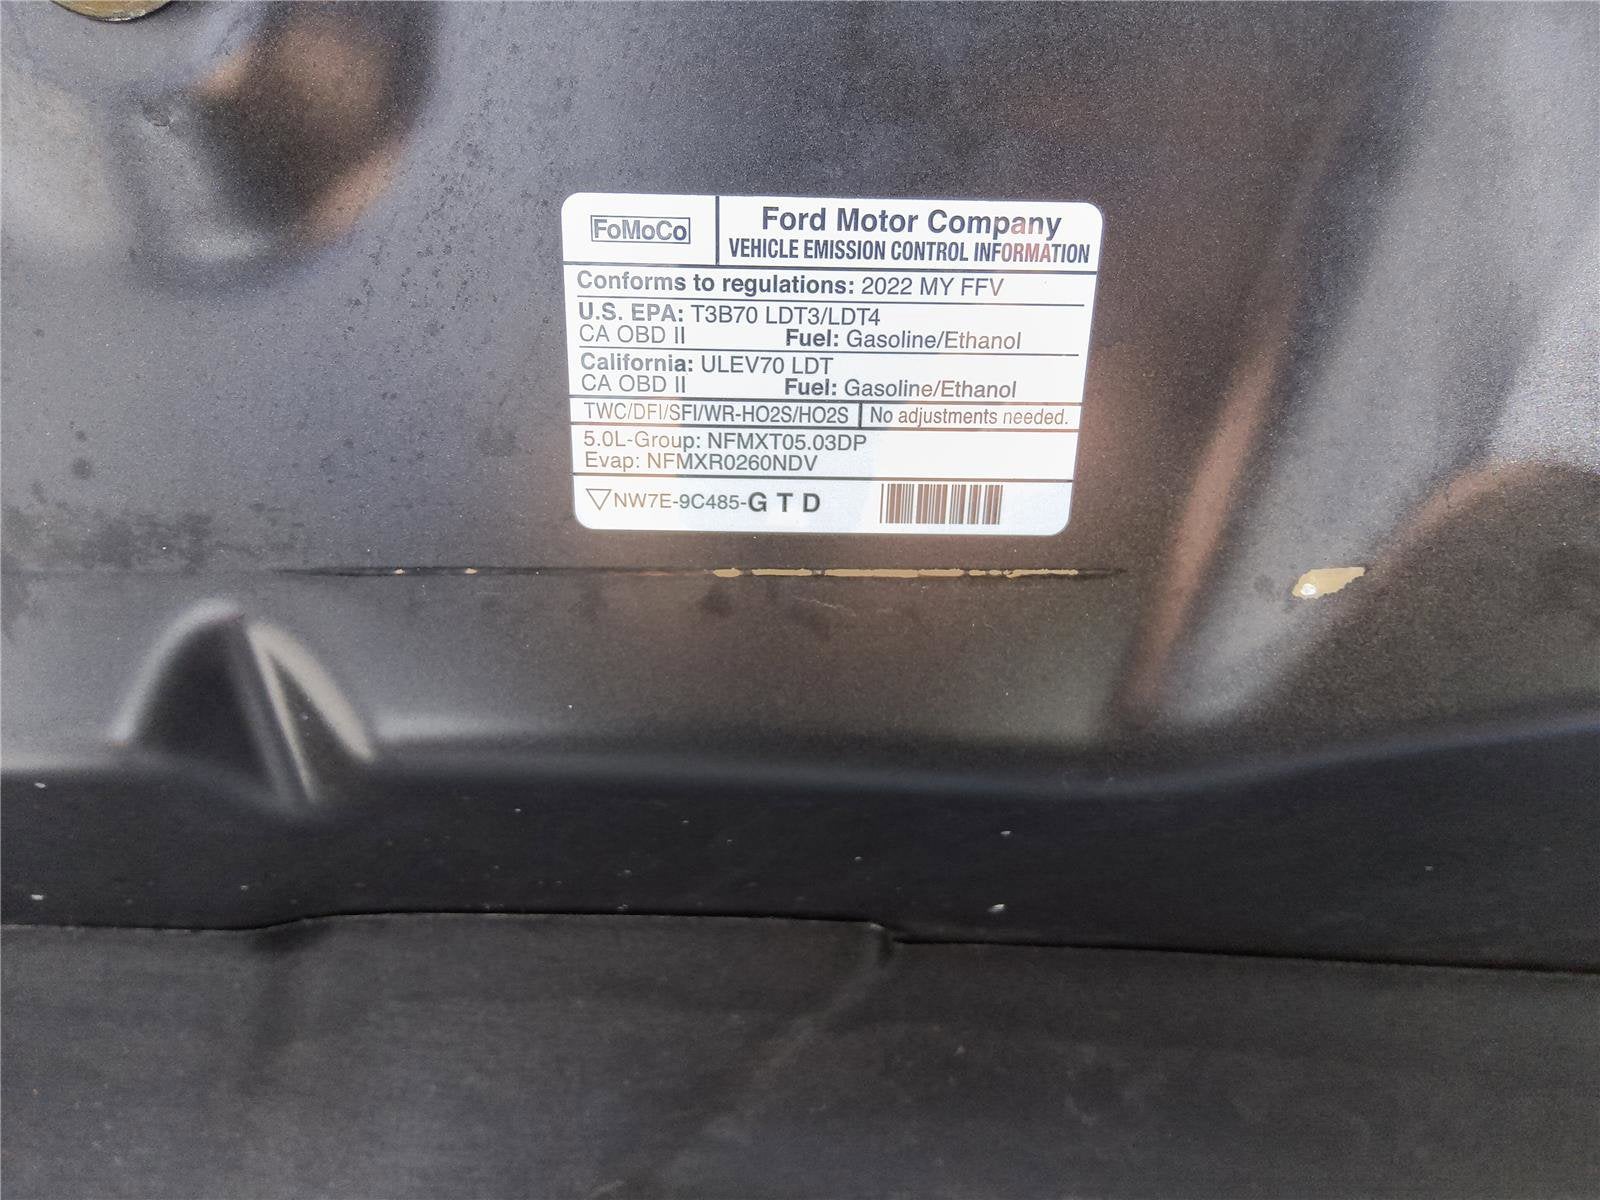 FoMoCo
Ford Motor Company
VEHICLE EMISSION CONTROL INFORMATION
Conforms to regulations: 2022 MY FFV
U.S. EPA: T3B70 LDT3/LDT4
CA OBD II Fuel: Gasoline/Ethanol
California: ULEV70 LDT
CA OBD II Fuel: Gasoline/Ethanol
TWC/DFI/SFI/WR-HO2S/HO2S No adjustments needed.
5.0L-Group: NFMXT05.03DP
Evap: NFMXR0260NDV
NW7E-9C485-G T D